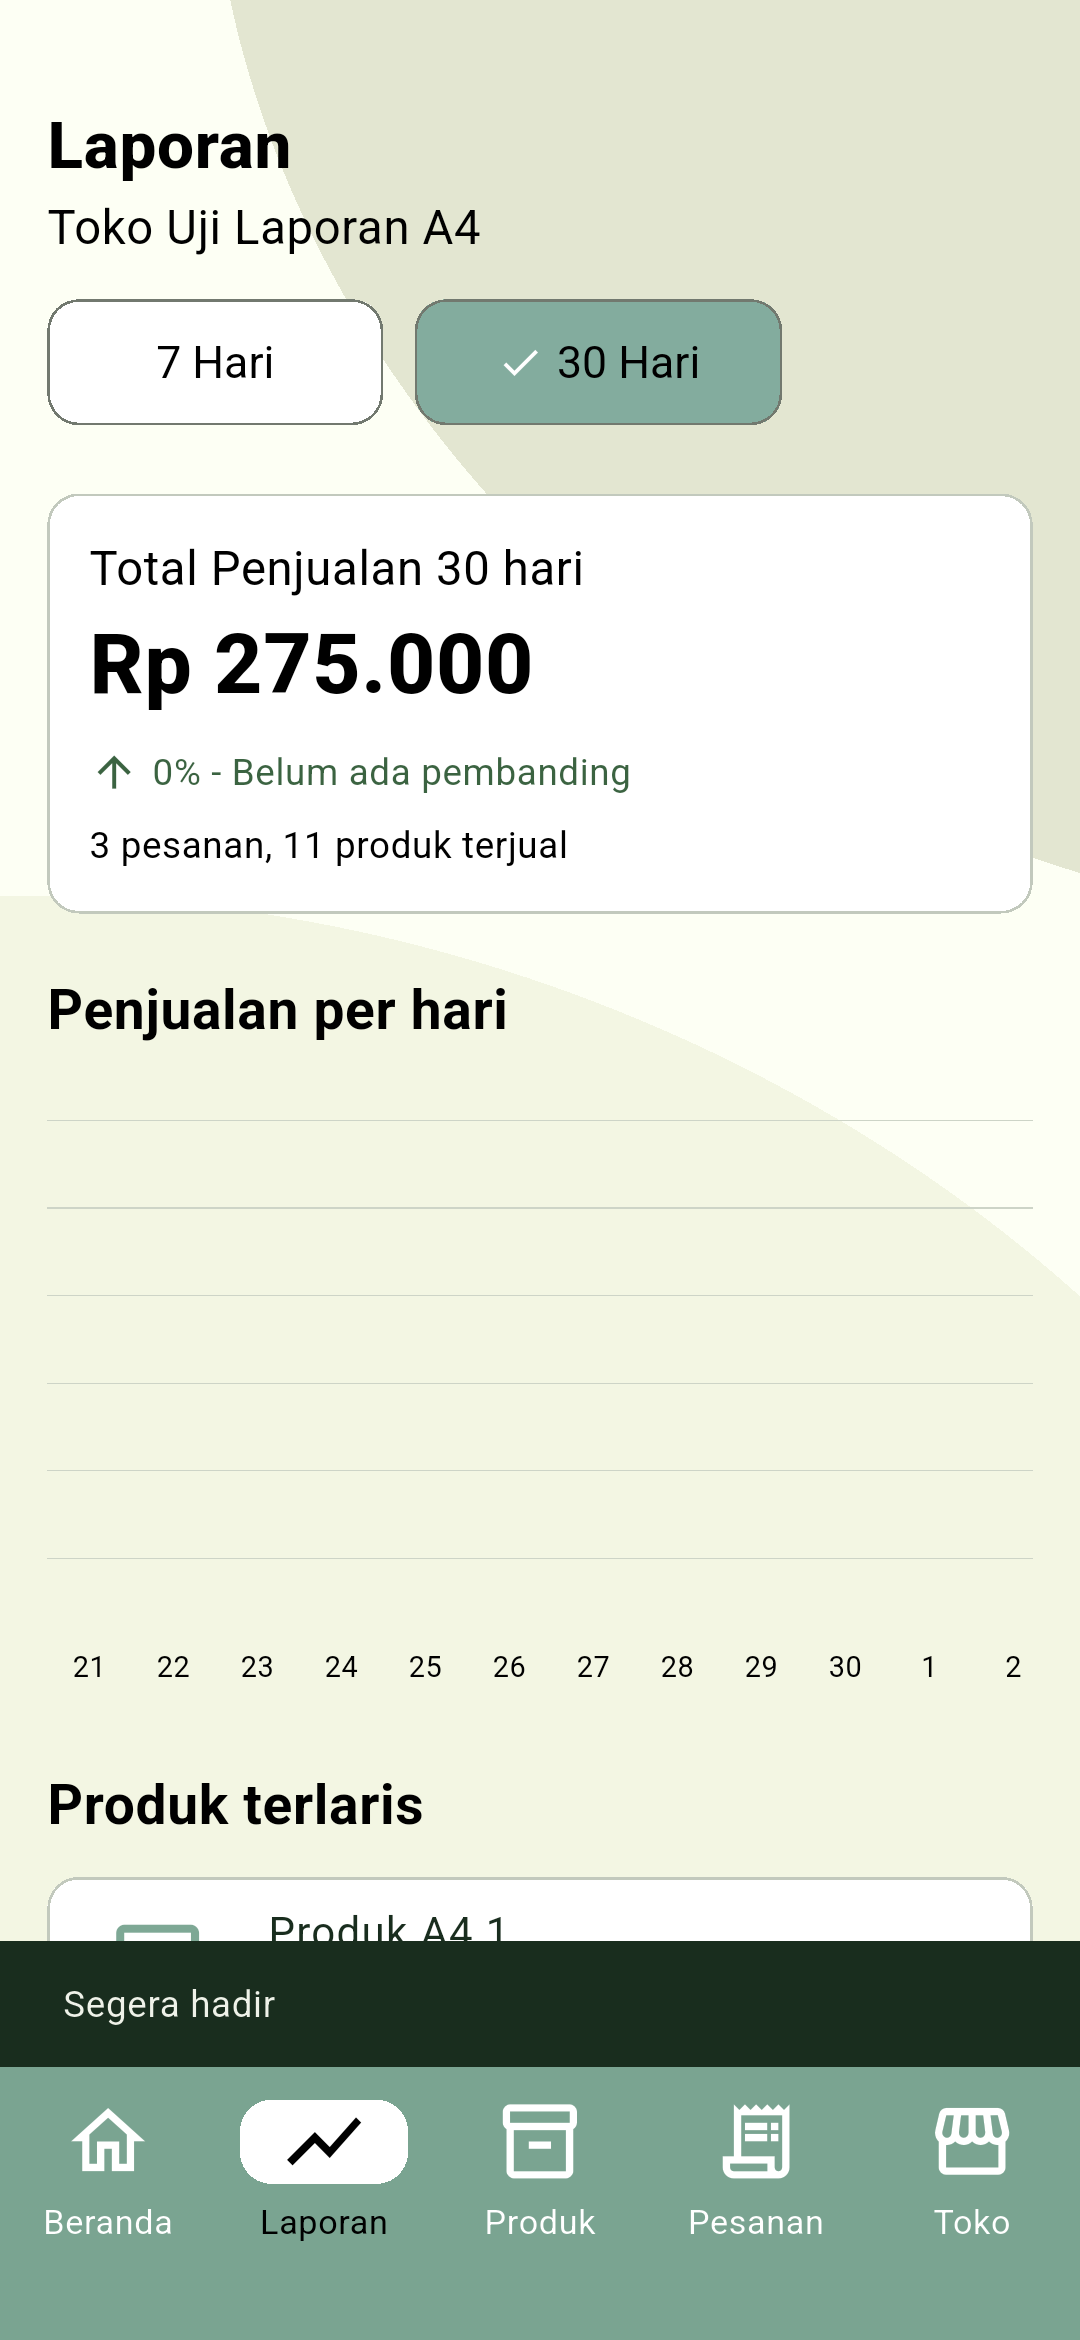 Laporan
Toko Uji Laporan A4
7 Hari
30 Hari
Total Penjualan 30 hari
Rp 275.000
0% - Belum ada pembanding
3 pesanan, 11 produk terjual
Penjualan per hari
21 22 23 24 25 26 27 28 29 30 1 2
Produk terlaris
Produk A4 1
Segera hadir
Beranda Laporan Produk Pesanan Toko